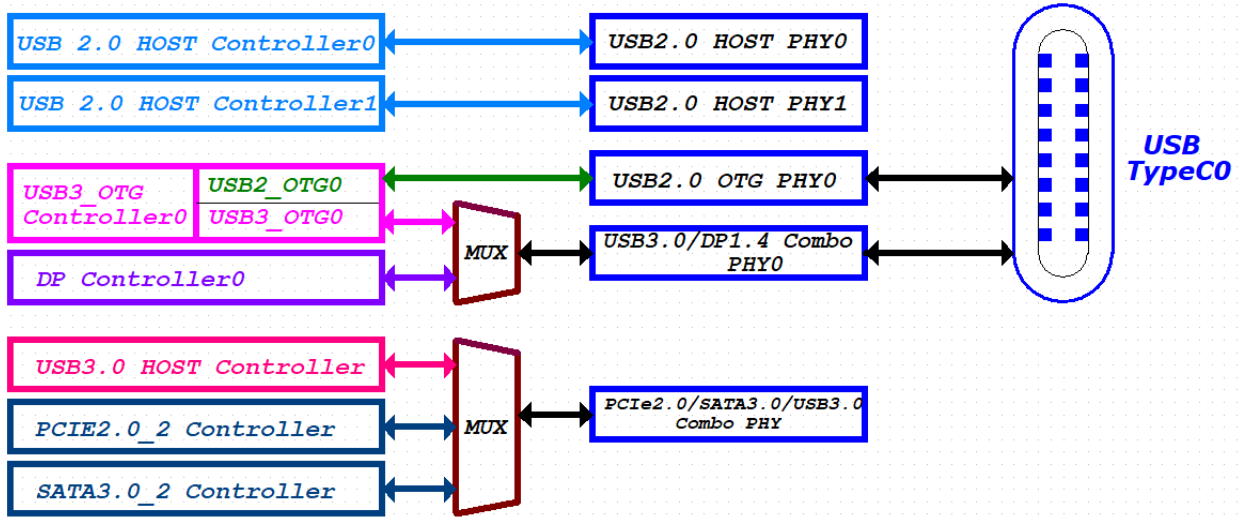 USB 2.0 HOST Controller0
USB2.0 HOST PHY0
USB 2.0 HOST Controller1
USB2.0 HOST PHY1
USB
TypeC0
USB3_OTG
Controller0
USB2_OTG0
USB3_OTG0
USB2.0 OTG PHY0
MUX
USB3.0/DP1.4 Combo
PHY0
DP Controller0
USB3.0 HOST Controller
PCIE2.0_2 Controller
SATA3.0_2 Controller
MUX
PCIe2.0/SATA3.0/USB3.0
Combo PHY